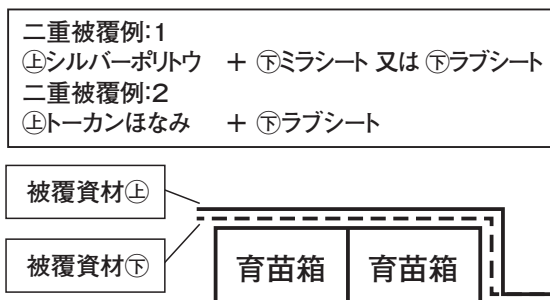 二重被覆例:1
㊤シルバーポリトウ ＋ ㊦ミラシート 又は ㊦ラブシート
二重被覆例:2
㊤トーカンほなみ ＋ ㊦ラブシート
被覆資材㊤
被覆資材㊦
育苗箱 育苗箱